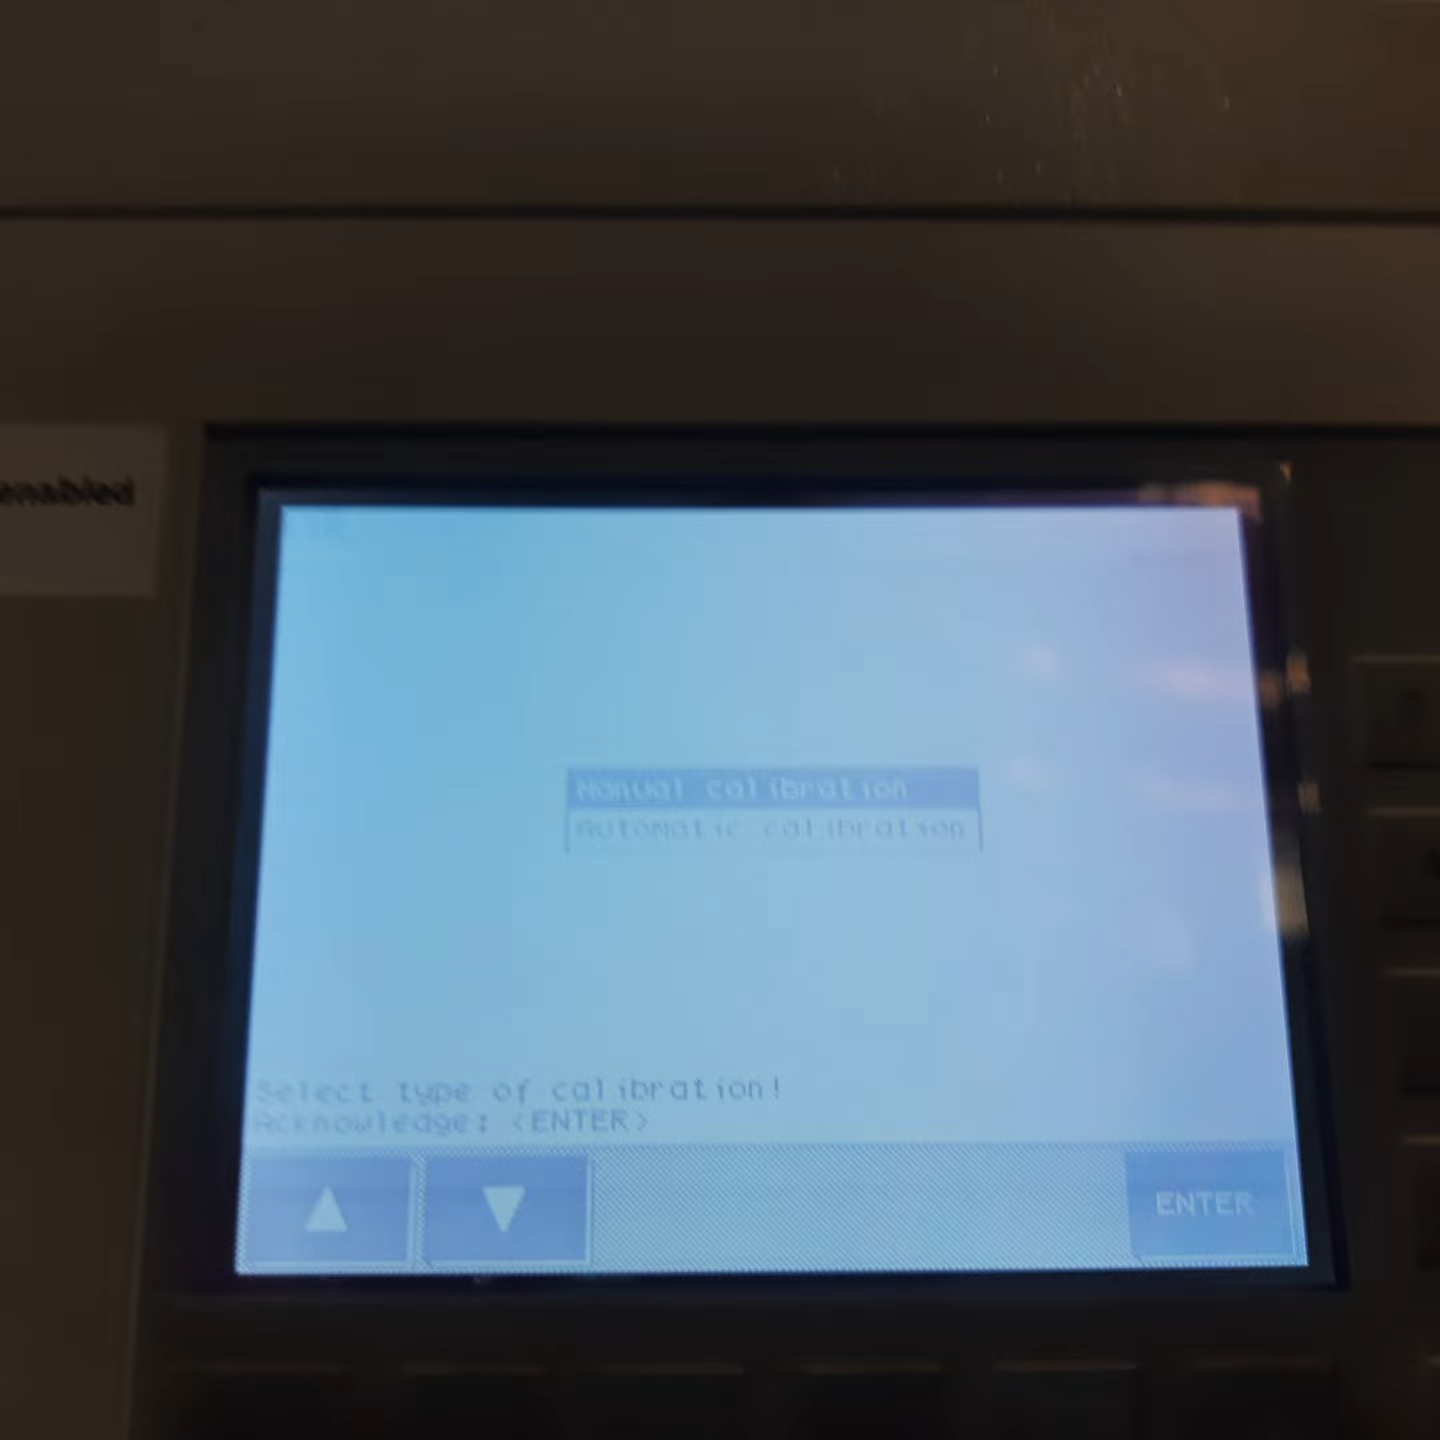 enabled
Manual calibration
Automatic calibration
Select type of calibration!
Acknowledge: <ENTER>
ENTER